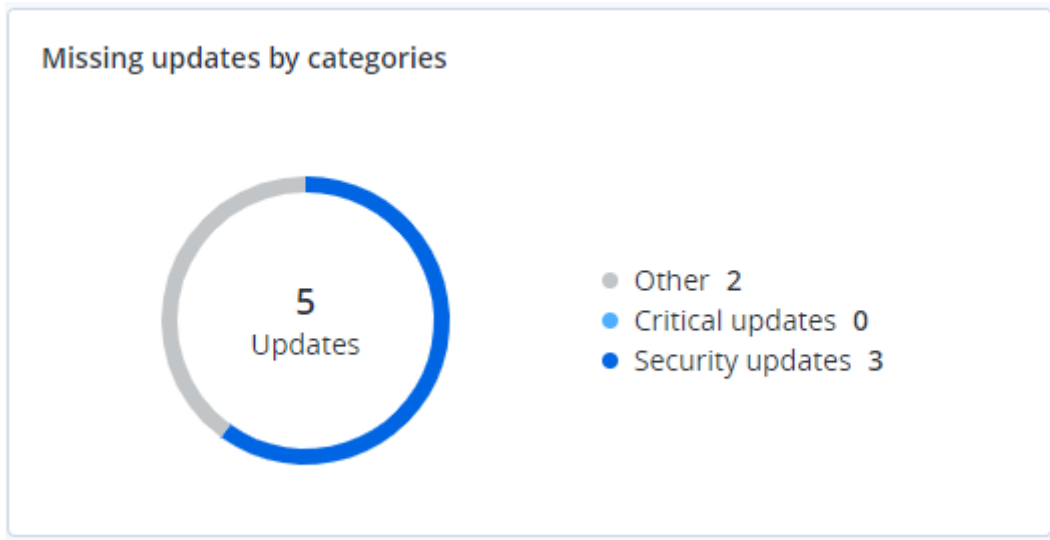 Missing updates by categories
5
Updates
Other 2
Critical updates 0
Security updates 3